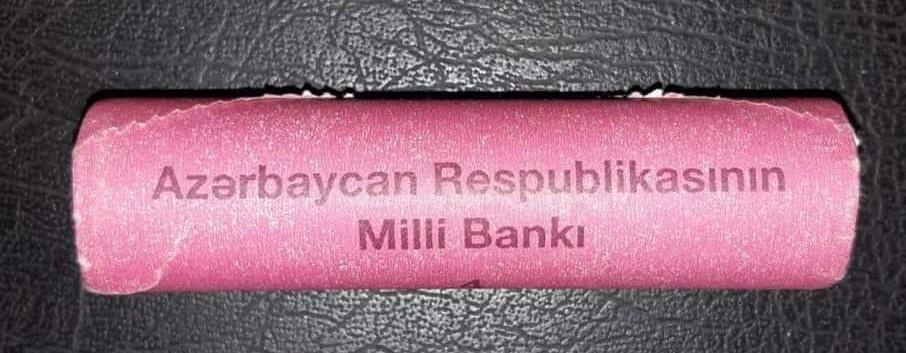 Azərbaycan Respublikasının
Milli Bankı